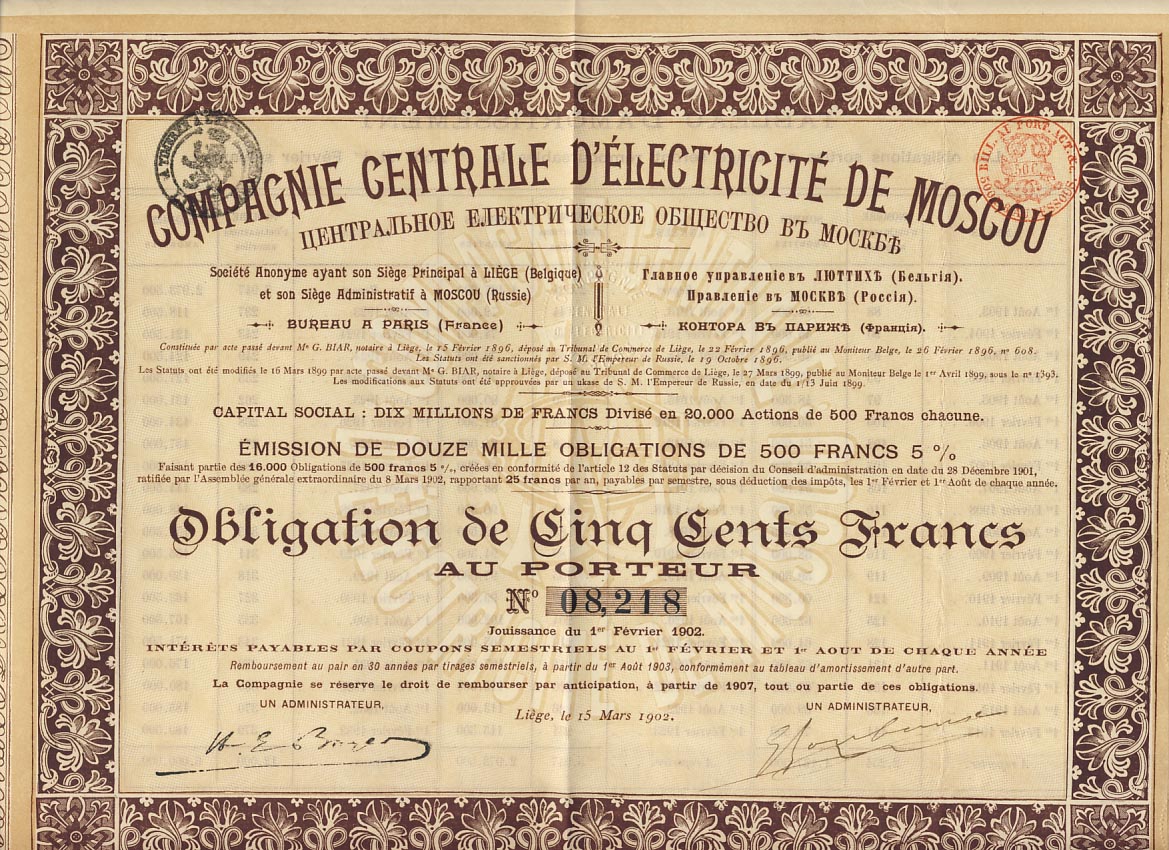 COMPAGNIE CENTRALE D'ÉLECTRICITÉ DE MOSCOU
ЦЕНТРАЛЬНОЕ ЕЛЕКТРИЧЕСКОЕ ОБЩЕСТВО ВЪ МОСКВѢ
Société Anonyme ayant son Siège Principal à LIÈGE (Belgique)
et son Siège Administratif à MOSCOU (Russie)
BUREAU A PARIS (France)
Главное управленіе въ ЛЮТТИХѢ (Бельгія).
Правленіе въ МОСКВѢ (Россія).
КОНТОРА ВЪ ПАРИЖѢ (Франція).
Constituée par acte passé devant Me G. BIAR, notaire à Liège, le 15 Février 1896, déposé au Tribunal de Commerce de Liège, le 22 Février 1896, publié au Moniteur Belge, le 26 Février 1896, no 608.
Les Statuts ont été sanctionnés par S. M. l'Empereur de Russie, le 19 Octobre 1896.
Les Statuts ont été modifiés le 16 Mars 1899 par acte passé devant Me G. BIAR, notaire à Liège, déposé au Tribunal de Commerce de Liège, le 27 Mars 1899, publié au Moniteur Belge le 1er Avril 1899, sous le no 1393.
Les modifications aux Statuts ont été approuvées par un ukase de S. M. l'Empereur de Russie, en date du 1/13 Juin 1899.
CAPITAL SOCIAL : DIX MILLIONS DE FRANCS Divisé en 20.000 Actions de 500 Francs chacune.
ÉMISSION DE DOUZE MILLE OBLIGATIONS DE 500 FRANCS 5 %
Faisant partie des 16.000 Obligations de 500 francs 5 %, créées en conformité de l'article 12 des Statuts par décision du Conseil d'administration en date du 28 Décembre 1901,
ratifiée par l'Assemblée générale extraordinaire du 8 Mars 1902, rapportant 25 francs par an, payables par semestre, sous déduction des impôts, les 1er Février et 1er Août de chaque année.
Obligation de Cinq Cents Francs
AU PORTEUR
No 08,218
Jouissance du 1er Février 1902.
INTÉRÊTS PAYABLES PAR COUPONS SEMESTRIELS AU 1er FÉVRIER ET 1er AOUT DE CHAQUE ANNÉE
Remboursement au pair en 30 années par tirages semestriels, à partir du 1er Août 1903, conformément au tableau d'amortissement d'autre part.
La Compagnie se réserve le droit de rembourser par anticipation, à partir de 1907, tout ou partie de ces obligations.
UN ADMINISTRATEUR,
Liège, le 15 Mars 1902.
UN ADMINISTRATEUR,